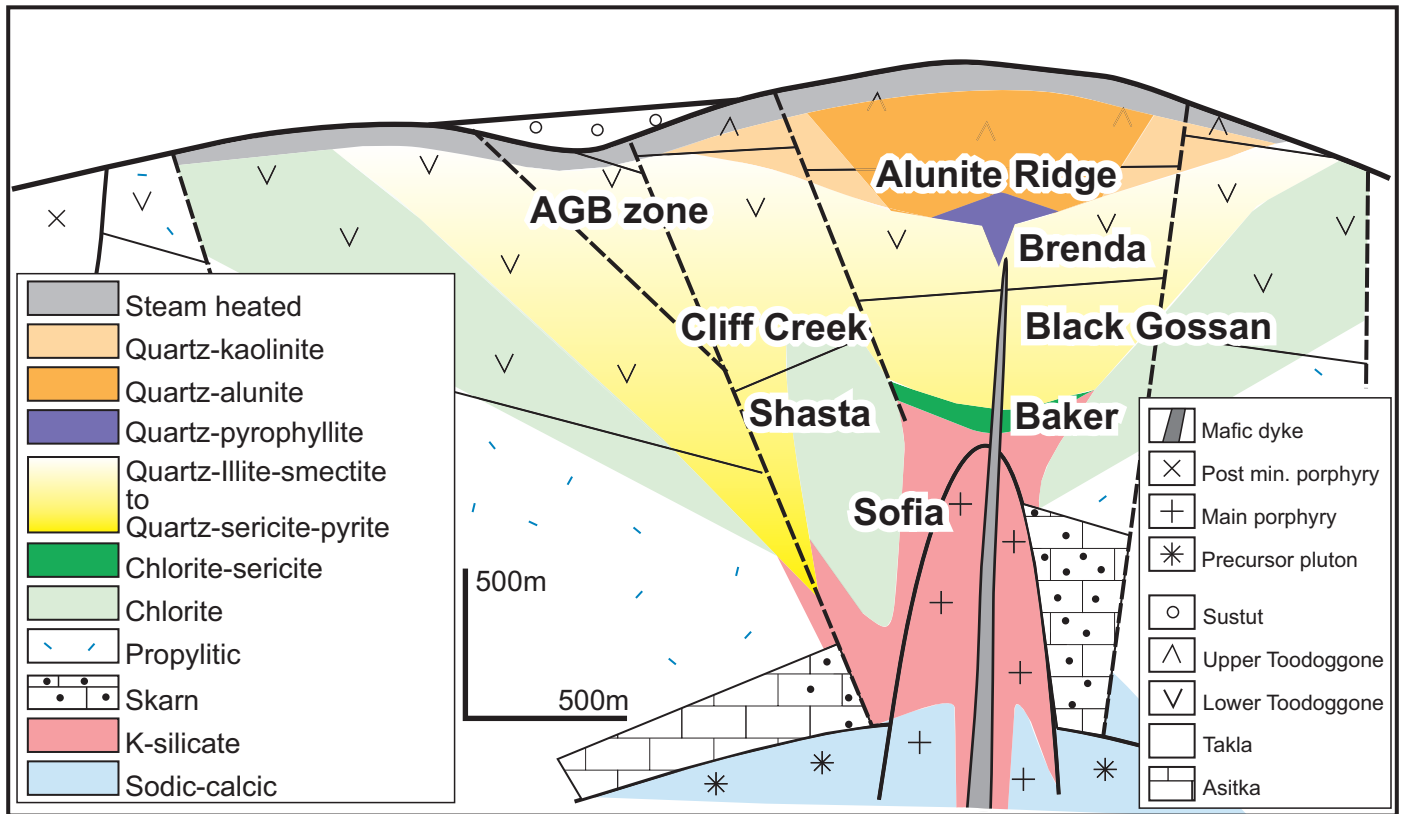 Alunite Ridge
AGB zone
Brenda
Cliff Creek
Black Gossan
Shasta
Baker
Sofia
Steam heated
Quartz-kaolinite
Quartz-alunite
Quartz-pyrophyllite
Quartz-Illite-smectite
to
Quartz-sericite-pyrite
Chlorite-sericite
Chlorite
Propylitic
Skarn
K-silicate
Sodic-calcic
500m
500m
Mafic dyke
Post min. porphyry
Main porphyry
Precursor pluton
Sustut
Upper Toodoggone
Lower Toodoggone
Takla
Asitka